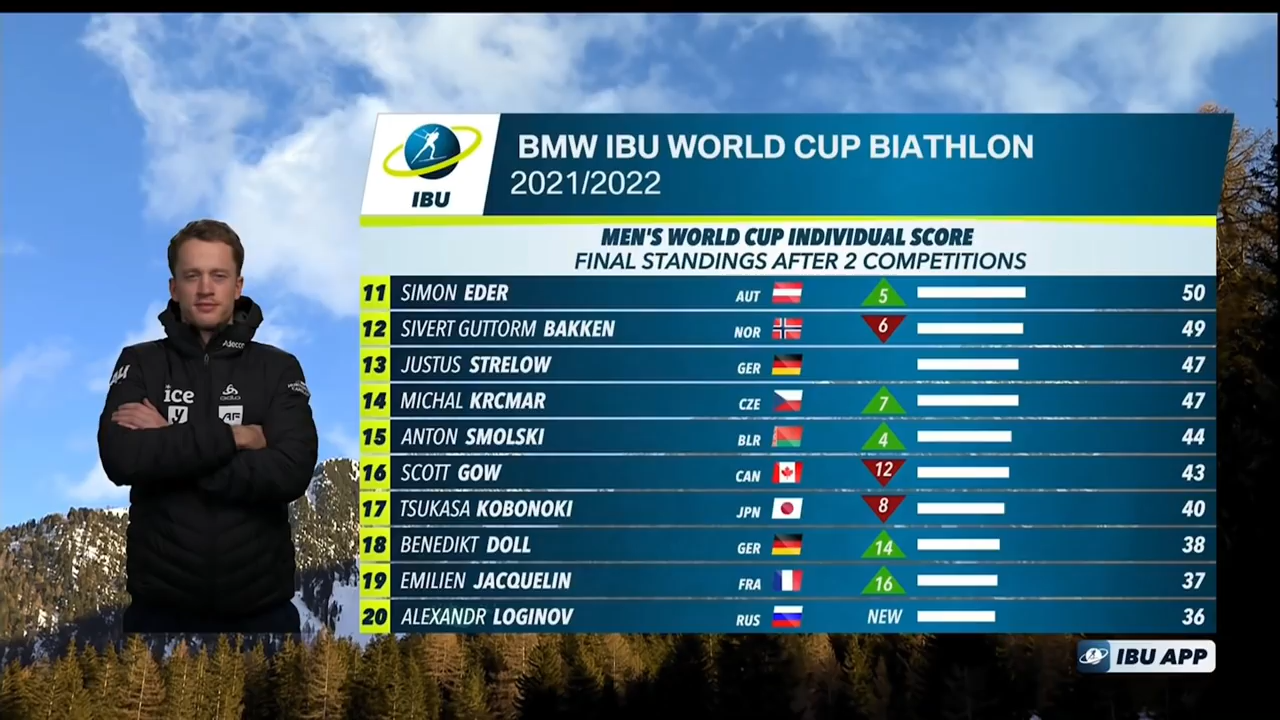 BMW IBU WORLD CUP BIATHLON
2021/2022
IBU
MEN'S WORLD CUP INDIVIDUAL SCORE
FINAL STANDINGS AFTER 2 COMPETITIONS
11 SIMON EDER AUT 5 50
12 SIVERT GUTTORM BAKKEN NOR 6 49
13 JUSTUS STRELOW GER 47
14 MICHAL KRCMAR CZE 7 47
15 ANTON SMOLSKI BLR 4 44
16 SCOTT GOW CAN 12 43
17 TSUKASA KOBONOKI JPN 8 40
18 BENEDIKT DOLL GER 14 38
19 EMILIEN JACQUELIN FRA 16 37
20 ALEXANDR LOGINOV RUS NEW 36
IBU APP
Adecco
ice